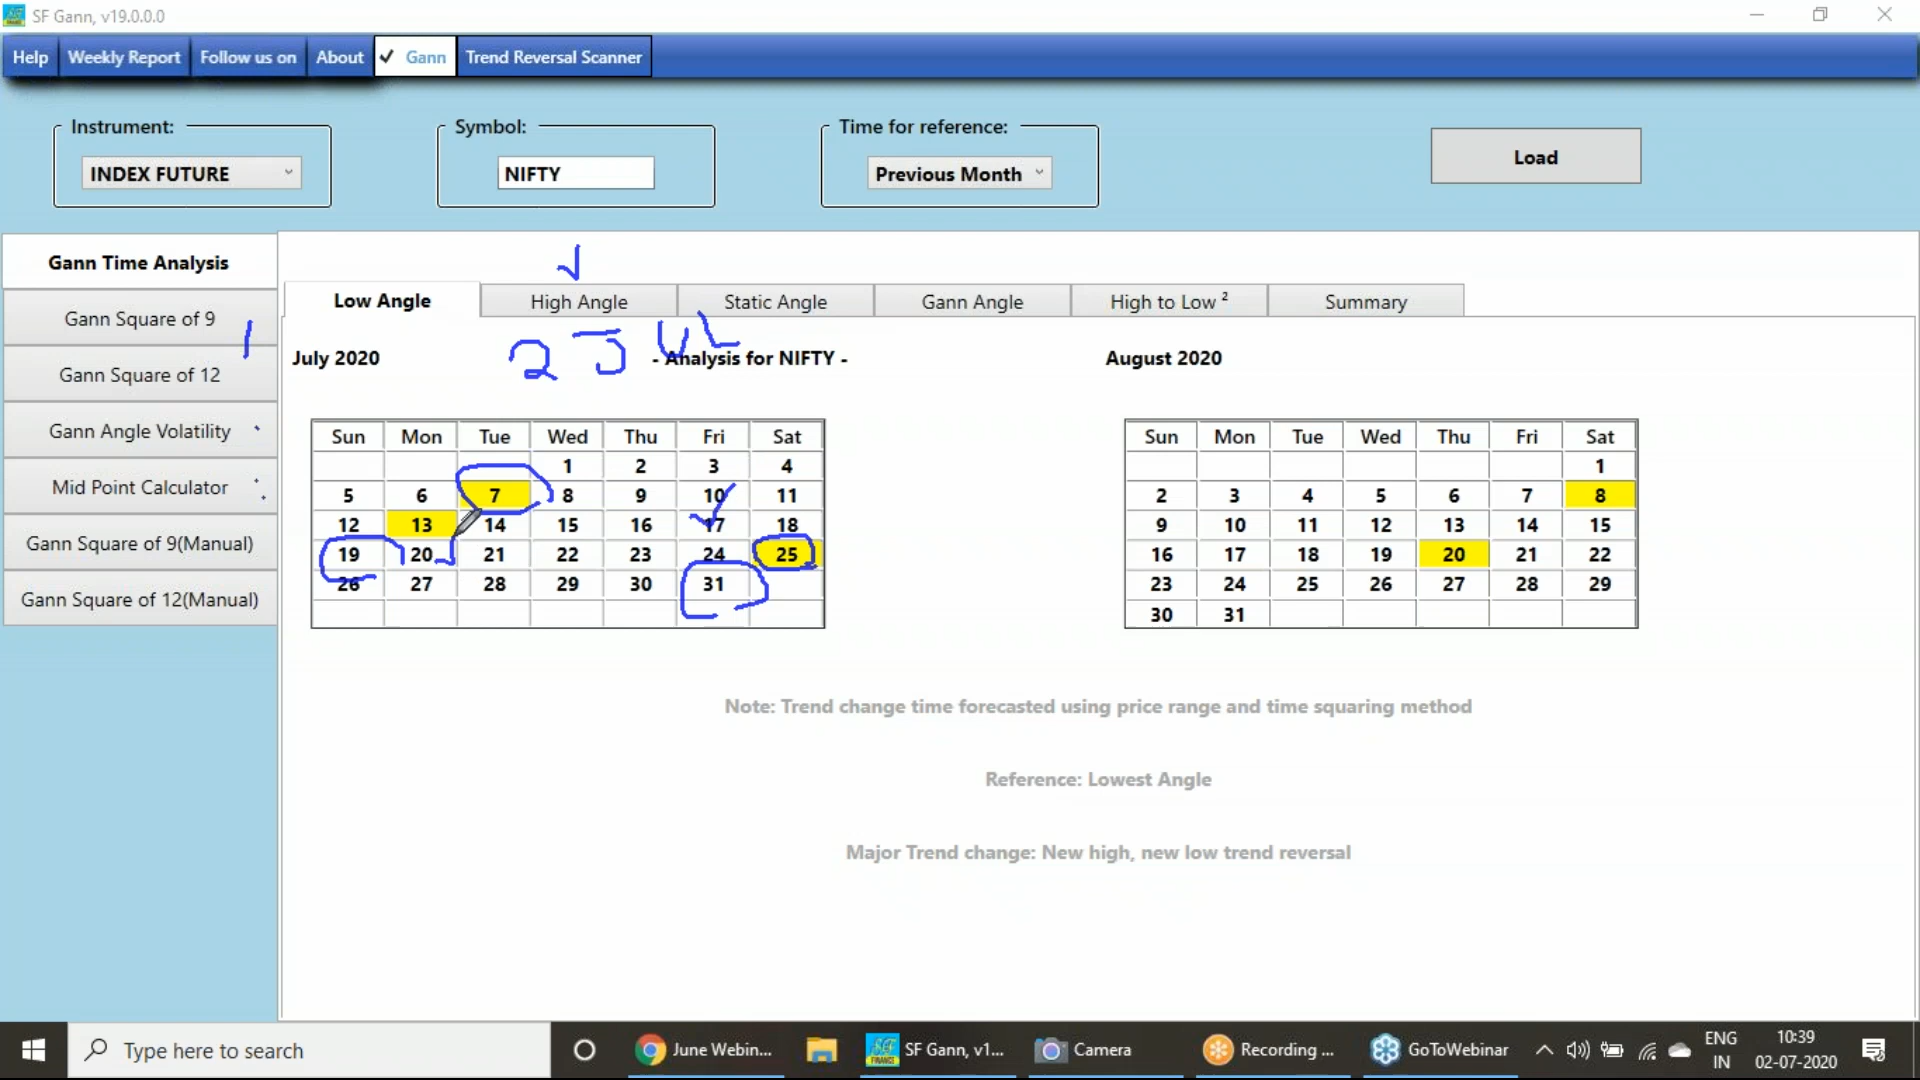 SF Gann, v19.0.0.0
Help Weekly Report Follow us on About ✓ Gann Trend Reversal Scanner
Instrument: Symbol: Time for reference:
INDEX FUTURE NIFTY Previous Month Load
Gann Time Analysis
Gann Square of 9
Gann Square of 12
Gann Angle Volatility
Mid Point Calculator
Gann Square of 9(Manual)
Gann Square of 12(Manual)
Low Angle High Angle Static Angle Gann Angle High to Low ² Summary
2 JUL
July 2020 - Analysis for NIFTY - August 2020
Sun Mon Tue Wed Thu Fri Sat
1 2 3 4
5 6 7 8 9 10 11
12 13 14 15 16 17 18
19 20 21 22 23 24 25
26 27 28 29 30 31
Sun Mon Tue Wed Thu Fri Sat
1
2 3 4 5 6 7 8
9 10 11 12 13 14 15
16 17 18 19 20 21 22
23 24 25 26 27 28 29
30 31
Note: Trend change time forecasted using price range and time squaring method
Reference: Lowest Angle
Major Trend change: New high, new low trend reversal
Type here to search June Webin... SF Gann, v1... Camera Recording ... GoToWebinar ENG 10:39
IN 02-07-2020